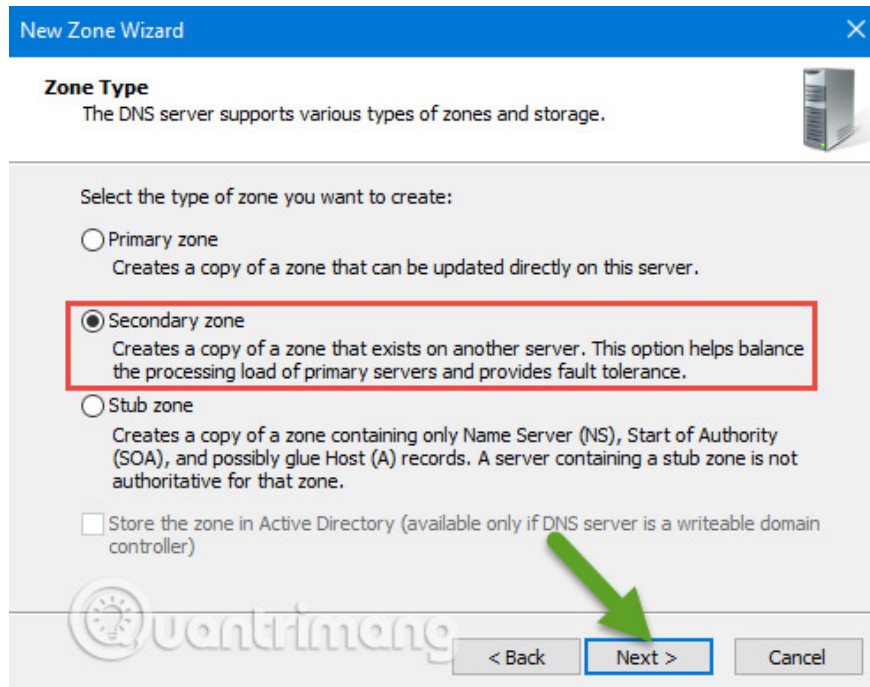 New Zone Wizard
Zone Type
The DNS server supports various types of zones and storage.
Select the type of zone you want to create:
Primary zone
Creates a copy of a zone that can be updated directly on this server.
Secondary zone
Creates a copy of a zone that exists on another server. This option helps balance
the processing load of primary servers and provides fault tolerance.
Stub zone
Creates a copy of a zone containing only Name Server (NS), Start of Authority
(SOA), and possibly glue Host (A) records. A server containing a stub zone is not
authoritative for that zone.
Store the zone in Active Directory (available only if DNS server is a writeable domain
controller)
Quantrimang
< Back Next > Cancel